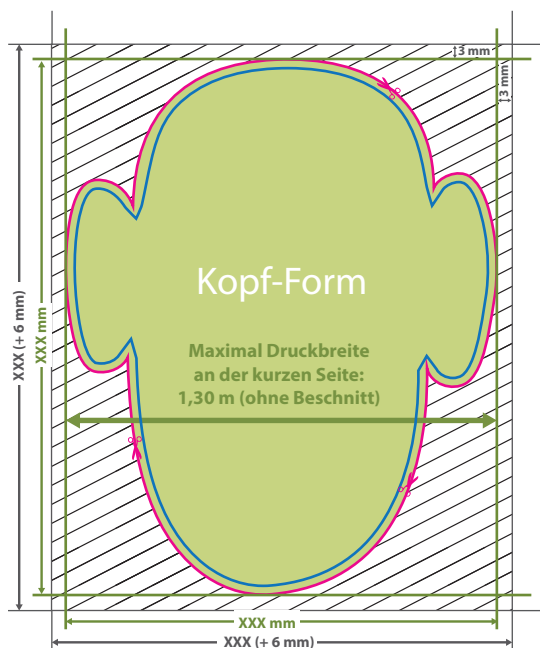 3 mm
3 mm
Kopf-Form
Maximal Druckbreite
an der kurzen Seite:
1,30 m (ohne Beschnitt)
XXX (+ 6 mm)
XXX mm
XXX mm
XXX (+ 6 mm)